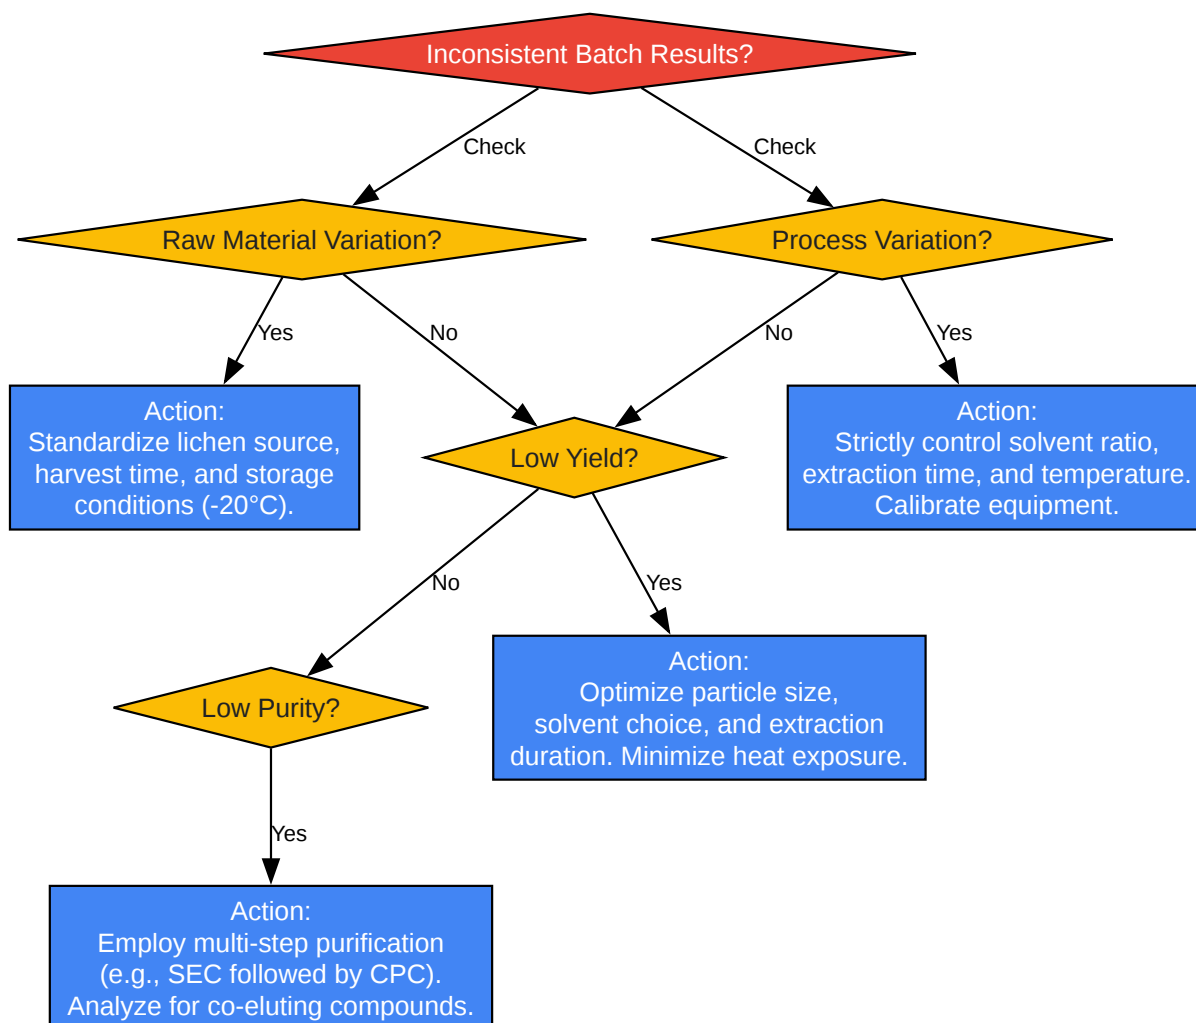 Inconsistent Batch Results?
Check
Check
Raw Material Variation?
Process Variation?
Yes
No
No
Yes
Action:
Standardize lichen source,
harvest time, and storage
conditions (-20°C).
Low Yield?
Action:
Strictly control solvent ratio,
extraction time, and temperature.
Calibrate equipment.
No
Yes
Low Purity?
Action:
Optimize particle size,
solvent choice, and extraction
duration. Minimize heat exposure.
Yes
Action:
Employ multi-step purification
(e.g., SEC followed by CPC).
Analyze for co-eluting compounds.